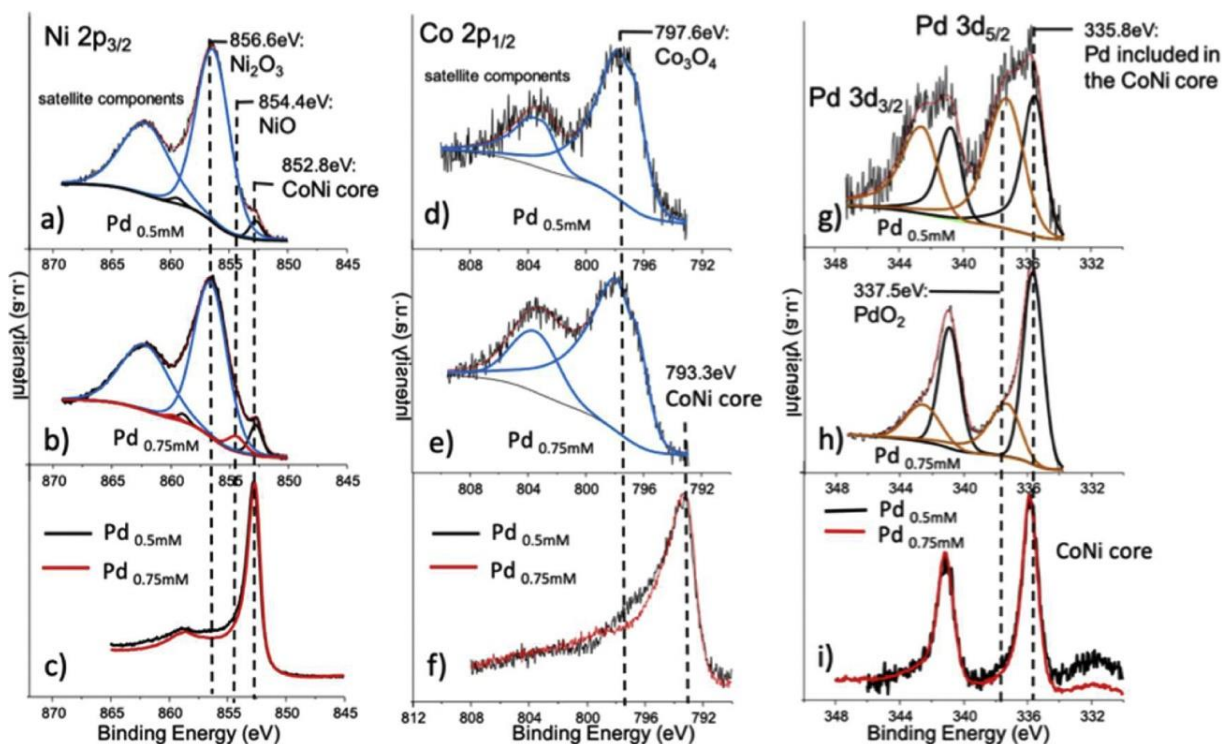 Ni 2p3/2
856.6eV:
Ni2O3
satellite components
854.4eV:
NiO
852.8eV:
CoNi core
a)
Pd 0.5mM
870 865 860 855 850 845
b)
Pd 0.75mM
870 865 860 855 850 845
Pd 0.5mM
Pd 0.75mM
c)
870 865 860 855 850 845
Binding Energy (eV)
Intensity (a.u.)
Co 2p1/2
797.6eV:
Co3O4
satellite components
d)
Pd 0.5mM
808 804 800 796 792
793.3eV
CoNi core
e)
Pd 0.75mM
808 804 800 796 792
Pd 0.5mM
Pd 0.75mM
f)
812 808 804 800 796 792
Binding Energy (eV)
Intensity (a.u.)
Pd 3d5/2
335.8eV:
Pd included in
the CoNi core
Pd 3d3/2
g)
Pd 0.5mM
348 344 340 336 332
337.5eV:
PdO2
h)
Pd 0.75mM
348 344 340 336 332
Pd 0.5mM
Pd 0.75mM
CoNi core
i)
348 344 340 336 332
Binding Energy (eV)
Intensity (a.u.)